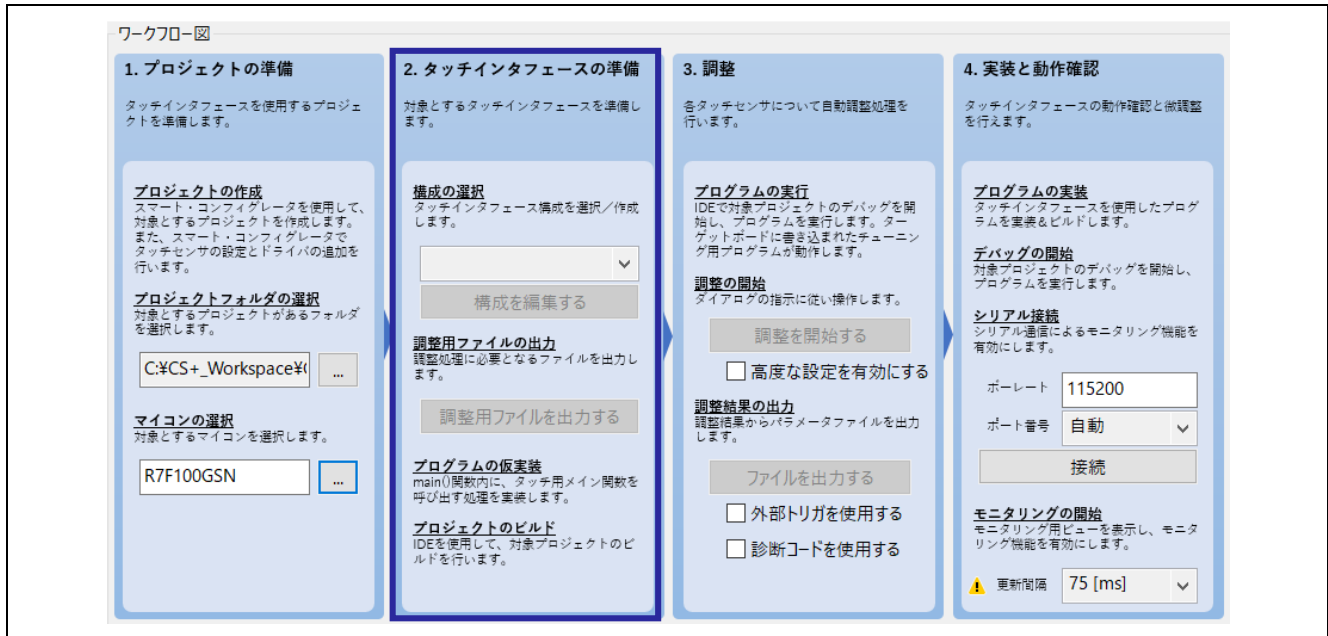 ワークフロー図
1. プロジェクトの準備
タッチインタフェースを使用するプロジェ
クトを準備します。
プロジェクトの作成
スマート・コンフィグレータを使用して、
対象とするプロジェクトを作成します。
また、スマート・コンフィグレータで
タッチセンサの設定とドライバの追加を
行います。
プロジェクトフォルダの選択
対象とするプロジェクトがあるフォルダ
を選択します。
C:¥CS+_Workspace¥(
...
マイコンの選択
対象とするマイコンを選択します。
R7F100GSN
...
2. タッチインタフェースの準備
対象とするタッチインタフェースを準備し
ます。
構成の選択
タッチインタフェース構成を選択／作成
します。
構成を編集する
調整用ファイルの出力
調整処理に必要となるファイルを出力し
ます。
調整用ファイルを出力する
プログラムの仮実装
main()関数内に、タッチ用メイン関数を
呼び出す処理を実装します。
プロジェクトのビルド
IDEを使用して、対象プロジェクトのビ
ルドを行います。
3. 調整
各タッチセンサについて自動調整処理を
行います。
プログラムの実行
IDEで対象プロジェクトのデバッグを開
始し、プログラムを実行します。ター
ゲットボードに書き込まれたチューニン
グ用プログラムが動作します。
調整の開始
ダイアログの指示に従い操作します。
調整を開始する
高度な設定を有効にする
調整結果の出力
調整結果からパラメータファイルを出力
します。
ファイルを出力する
外部トリガを使用する
診断コードを使用する
4. 実装と動作確認
タッチインタフェースの動作確認と微調整
を行えます。
プログラムの実装
タッチインタフェースを使用したプログ
ラムを実装&ビルドします。
デバッグの開始
対象プロジェクトのデバッグを開始し、
プログラムを実行します。
シリアル接続
シリアル通信によるモニタリング機能を
有効にします。
ボーレート 115200
ポート番号 自動
接続
モニタリングの開始
モニタリング用ビューを表示し、モニタ
リング機能を有効にします。
更新間隔 75 [ms]